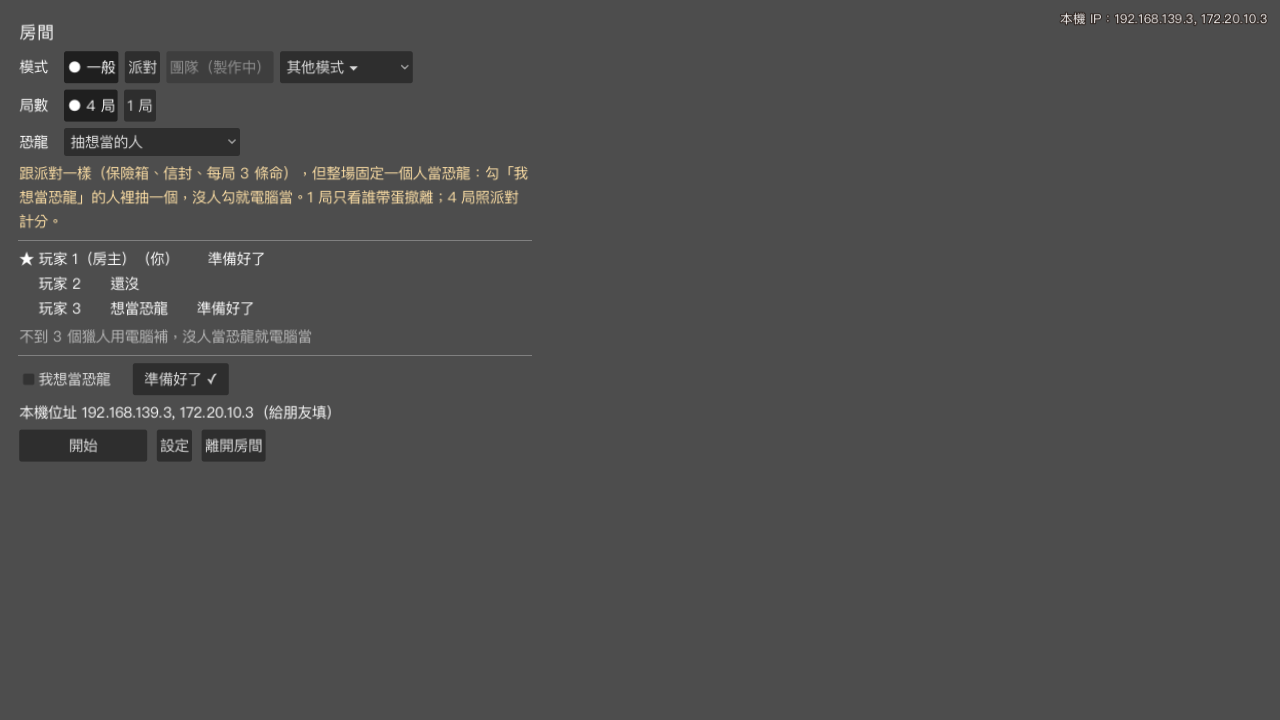 本機 IP：192.168.139.3, 172.20.10.3
房間
模式 ● 一般 派對 團隊（製作中） 其他模式
局數 ● 4 局 1 局
恐龍 抽想當的人
跟派對一樣（保險箱、信封、每局 3 條命），但整場固定一個人當恐龍：勾「我
想當恐龍」的人裡抽一個，沒人勾就電腦當。1 局只看誰帶蛋撤離；4 局照派對
計分。
★ 玩家 1（房主）（你） 準備好了
玩家 2 還沒
玩家 3 想當恐龍 準備好了
不到 3 個獵人用電腦補，沒人當恐龍就電腦當
我想當恐龍 準備好了 ✓
本機位址 192.168.139.3, 172.20.10.3（給朋友填）
開始 設定 離開房間